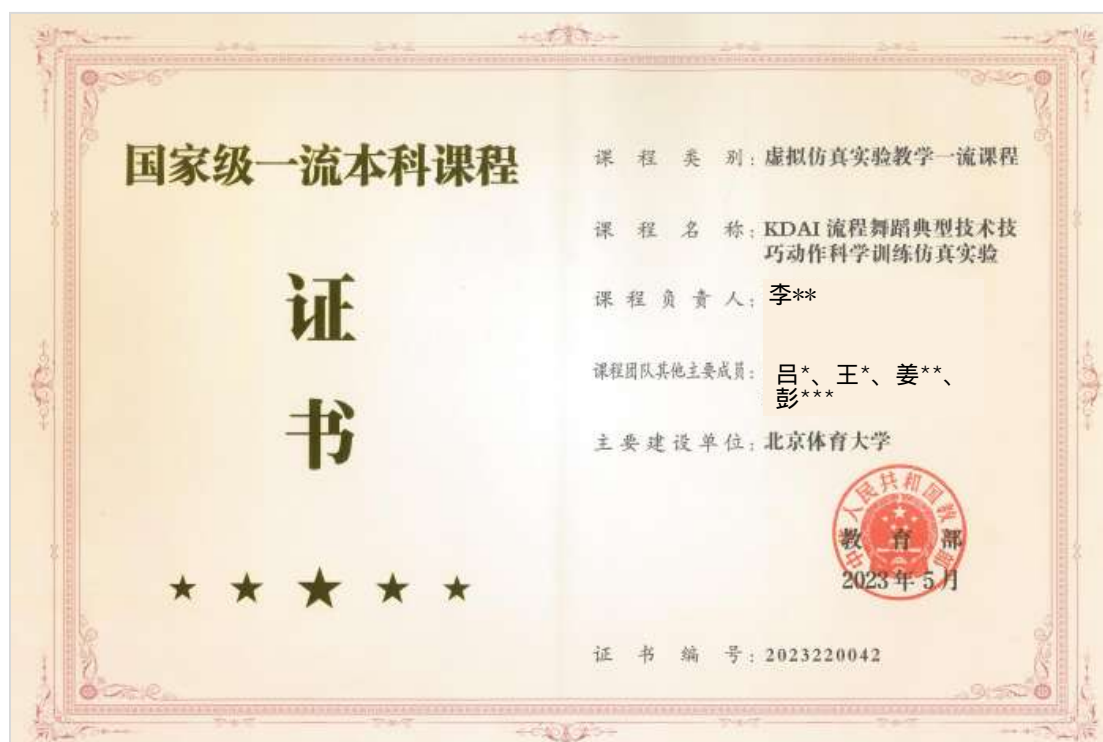 国家级一流本科课程
证
书
课程类别：虚拟仿真实验教学一流课程
课程名称：KDAI 流程舞蹈典型技术技
巧动作科学训练仿真实验
课程负责人：李**
课程团队其他主要成员：吕*、王*、姜**、
彭***
主要建设单位：北京体育大学
中华人民共和国教育部
教育部
2023 年 5 月
证书编号：2023220042